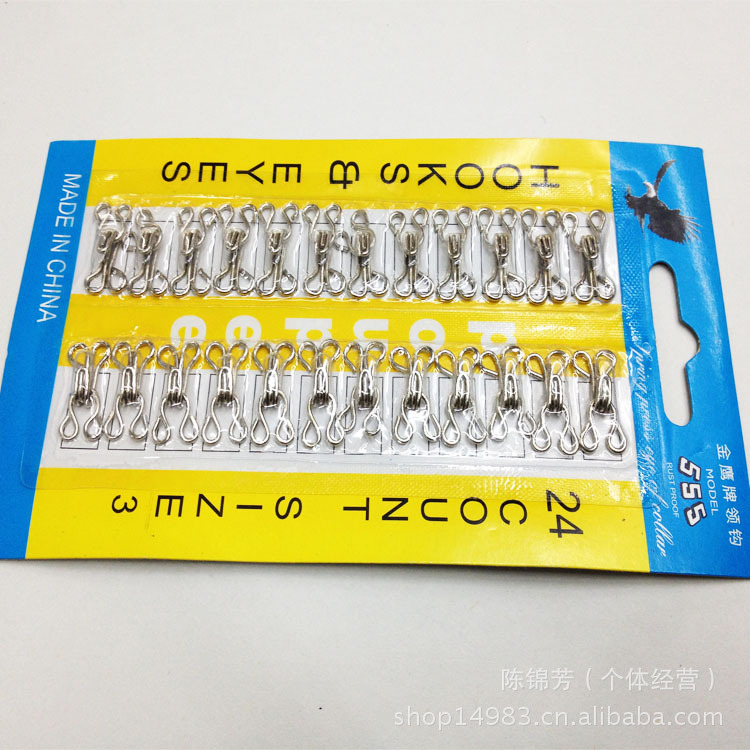 金鹰牌领钩
MODEL
555
RUST PROOF
HOOKS & EYES
poupee
24 COUNT SIZE 3
MADE IN CHINA
陈锦芳（个体经营）
shop14983.cn.alibaba.com